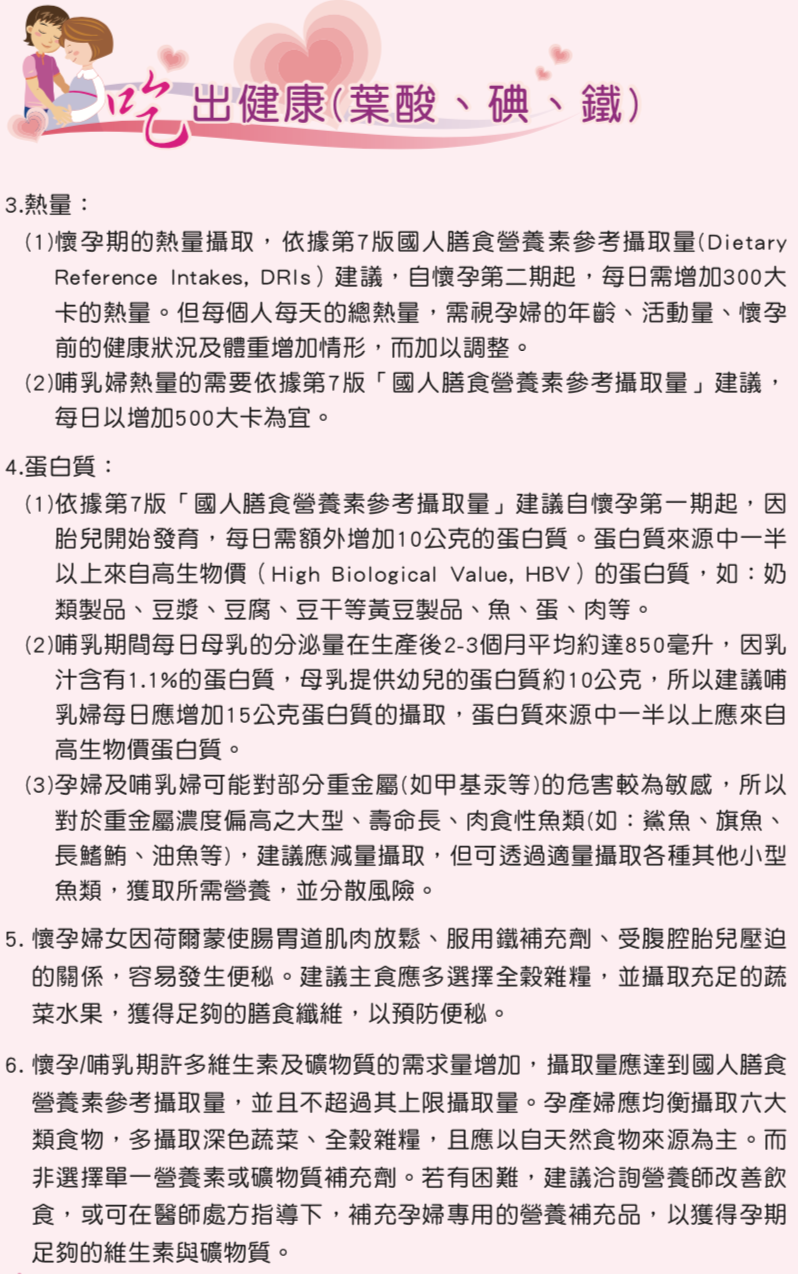 吃出健康(葉酸、碘、鐵)
3.熱量：
(1)懷孕期的熱量攝取，依據第7版國人膳食營養素參考攝取量(Dietary
Reference Intakes, DRIs）建議，自懷孕第二期起，每日需增加300大
卡的熱量。但每個人每天的總熱量，需視孕婦的年齡、活動量、懷孕
前的健康狀況及體重增加情形，而加以調整。
(2)哺乳婦熱量的需要依據第7版「國人膳食營養素參考攝取量」建議，
每日以增加500大卡為宜。
4.蛋白質：
(1)依據第7版「國人膳食營養素參考攝取量」建議自懷孕第一期起，因
胎兒開始發育，每日需額外增加10公克的蛋白質。蛋白質來源中一半
以上來自高生物價（High Biological Value, HBV）的蛋白質，如：奶
類製品、豆漿、豆腐、豆干等黃豆製品、魚、蛋、肉等。
(2)哺乳期間每日母乳的分泌量在生產後2-3個月平均約達850毫升，因乳
汁含有1.1%的蛋白質，母乳提供幼兒的蛋白質約10公克，所以建議哺
乳婦每日應增加15公克蛋白質的攝取，蛋白質來源中一半以上應來自
高生物價蛋白質。
(3)孕婦及哺乳婦可能對部分重金屬(如甲基汞等)的危害較為敏感，所以
對於重金屬濃度偏高之大型、壽命長、肉食性魚類(如：鯊魚、旗魚、
長鰭鮪、油魚等)，建議應減量攝取，但可透過適量攝取各種其他小型
魚類，獲取所需營養，並分散風險。
5. 懷孕婦女因荷爾蒙使腸胃道肌肉放鬆、服用鐵補充劑、受腹腔胎兒壓迫
的關係，容易發生便秘。建議主食應多選擇全穀雜糧，並攝取充足的蔬
菜水果，獲得足夠的膳食纖維，以預防便秘。
6. 懷孕/哺乳期許多維生素及礦物質的需求量增加，攝取量應達到國人膳食
營養素參考攝取量，並且不超過其上限攝取量。孕產婦應均衡攝取六大
類食物，多攝取深色蔬菜、全穀雜糧，且應以自天然食物來源為主。而
非選擇單一營養素或礦物質補充劑。若有困難，建議洽詢營養師改善飲
食，或可在醫師處方指導下，補充孕婦專用的營養補充品，以獲得孕期
足夠的維生素與礦物質。